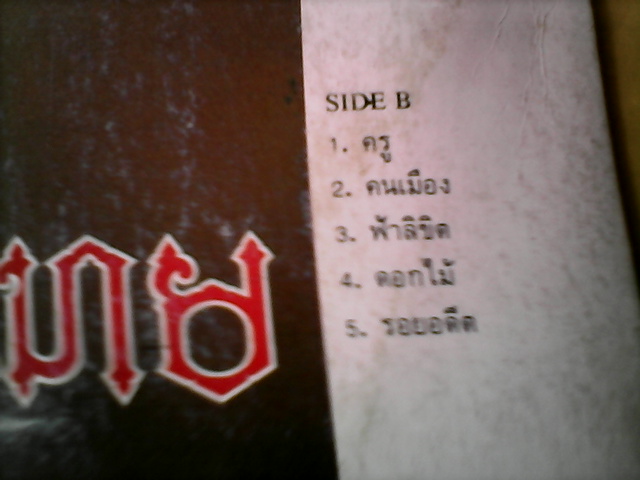 SIDE B
1. ครู
2. คนเมือง
3. ฟ้าลิขิต
4. ดอกไม้
5. รอยอดีต